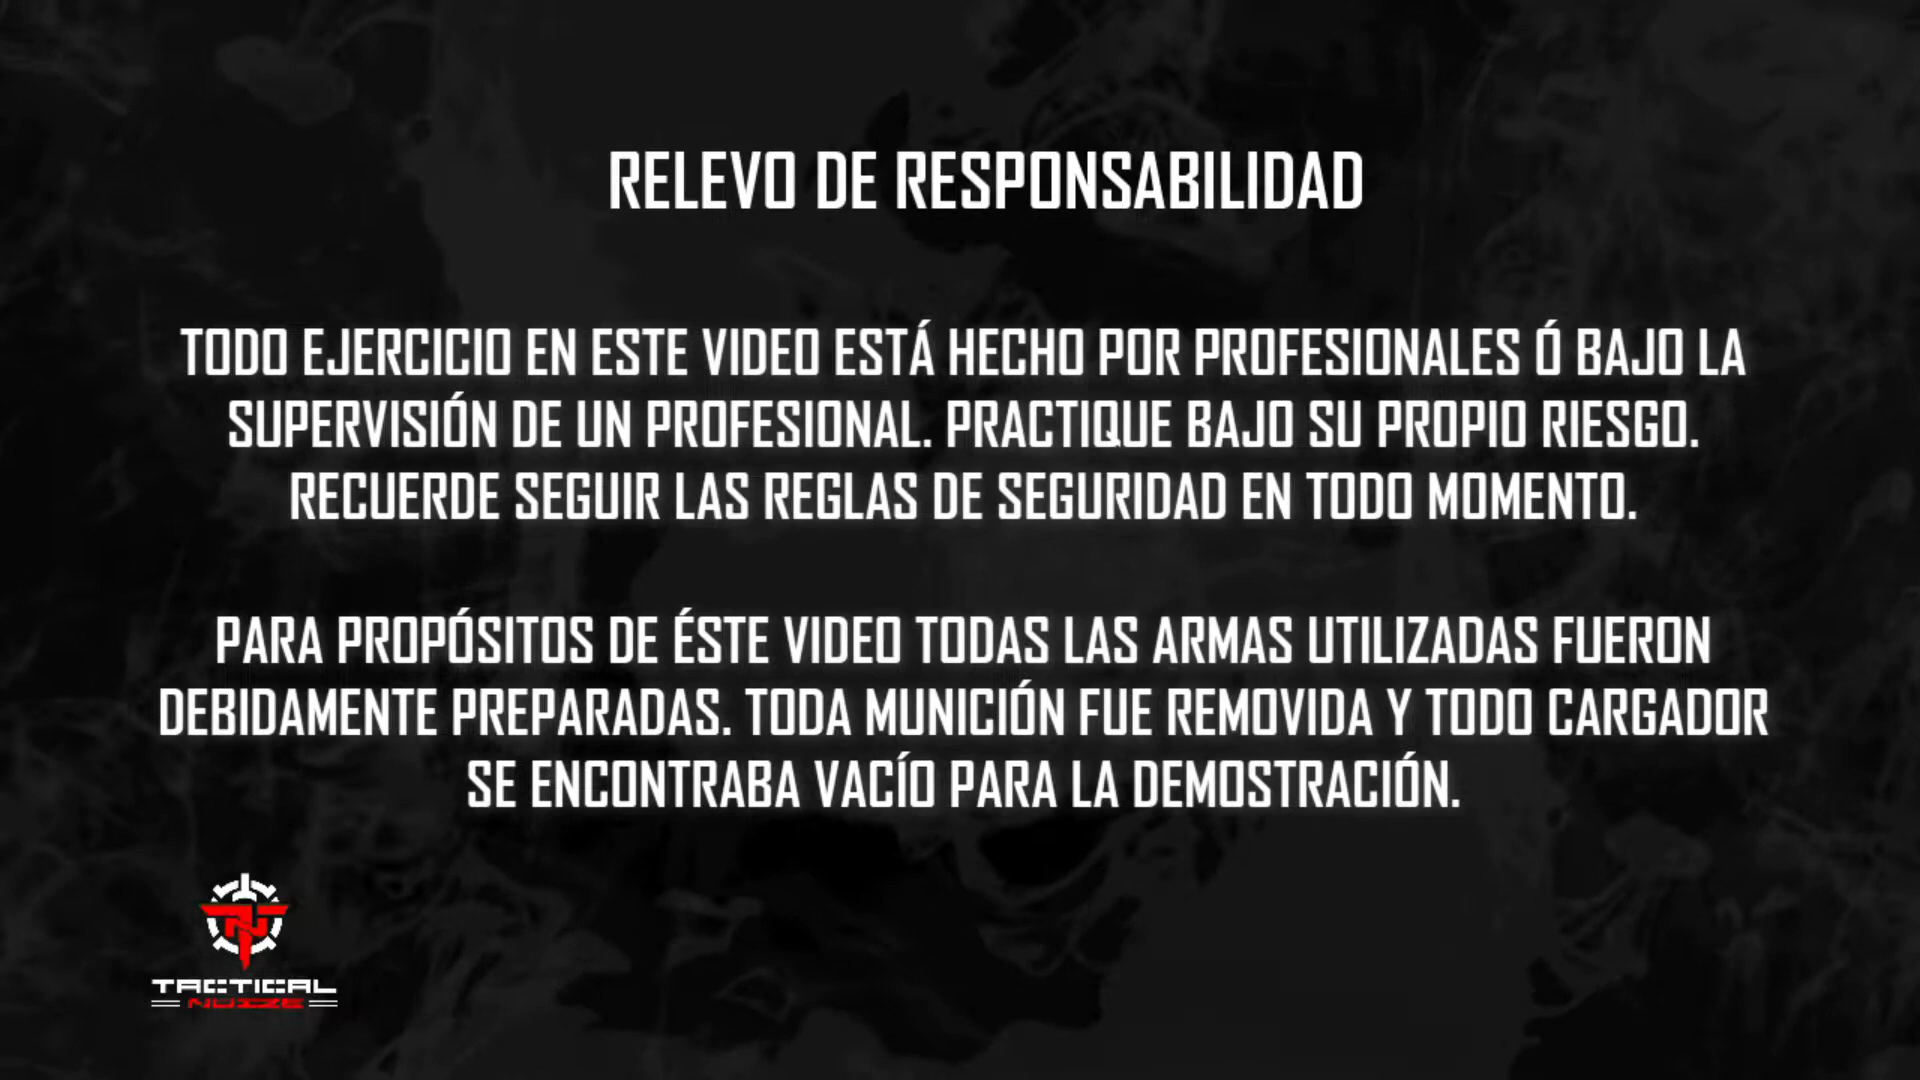 RELEVO DE RESPONSABILIDAD
TODO EJERCICIO EN ESTE VIDEO ESTÁ HECHO POR PROFESIONALES Ó BAJO LA
SUPERVISIÓN DE UN PROFESIONAL. PRACTIQUE BAJO SU PROPIO RIESGO.
RECUERDE SEGUIR LAS REGLAS DE SEGURIDAD EN TODO MOMENTO.
PARA PROPÓSITOS DE ÉSTE VIDEO TODAS LAS ARMAS UTILIZADAS FUERON
DEBIDAMENTE PREPARADAS. TODA MUNICIÓN FUE REMOVIDA Y TODO CARGADOR
SE ENCONTRABA VACÍO PARA LA DEMOSTRACIÓN.
TACTICAL